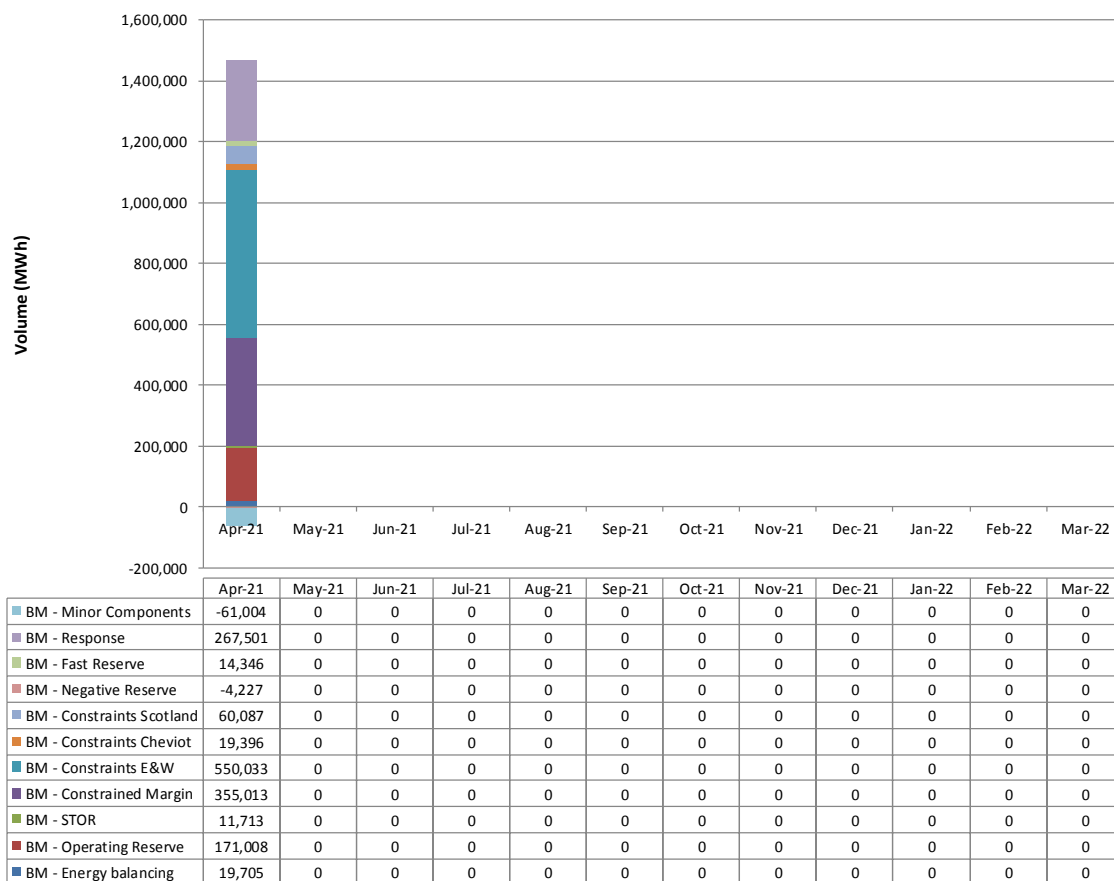 1,600,000
1,400,000
1,200,000
1,000,000
800,000
600,000
400,000
200,000
0
-200,000
Volume (MWh)
Apr-21 May-21 Jun-21 Jul-21 Aug-21 Sep-21 Oct-21 Nov-21 Dec-21 Jan-22 Feb-22 Mar-22
Apr-21 May-21 Jun-21 Jul-21 Aug-21 Sep-21 Oct-21 Nov-21 Dec-21 Jan-22 Feb-22 Mar-22
BM - Minor Components -61,004 0 0 0 0 0 0 0 0 0 0 0
BM - Response 267,501 0 0 0 0 0 0 0 0 0 0 0
BM - Fast Reserve 14,346 0 0 0 0 0 0 0 0 0 0 0
BM - Negative Reserve -4,227 0 0 0 0 0 0 0 0 0 0 0
BM - Constraints Scotland 60,087 0 0 0 0 0 0 0 0 0 0 0
BM - Constraints Cheviot 19,396 0 0 0 0 0 0 0 0 0 0 0
BM - Constraints E&W 550,033 0 0 0 0 0 0 0 0 0 0 0
BM - Constrained Margin 355,013 0 0 0 0 0 0 0 0 0 0 0
BM - STOR 11,713 0 0 0 0 0 0 0 0 0 0 0
BM - Operating Reserve 171,008 0 0 0 0 0 0 0 0 0 0 0
BM - Energy balancing 19,705 0 0 0 0 0 0 0 0 0 0 0